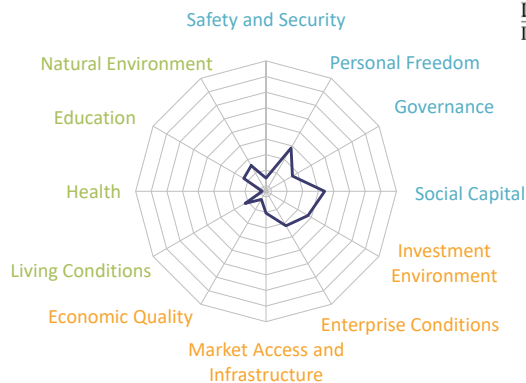 Safety and Security
Natural Environment
Personal Freedom
Education
Governance
Health
Social Capital
Investment
Environment
Living Conditions
Economic Quality
Enterprise Conditions
Market Access and
Infrastructure